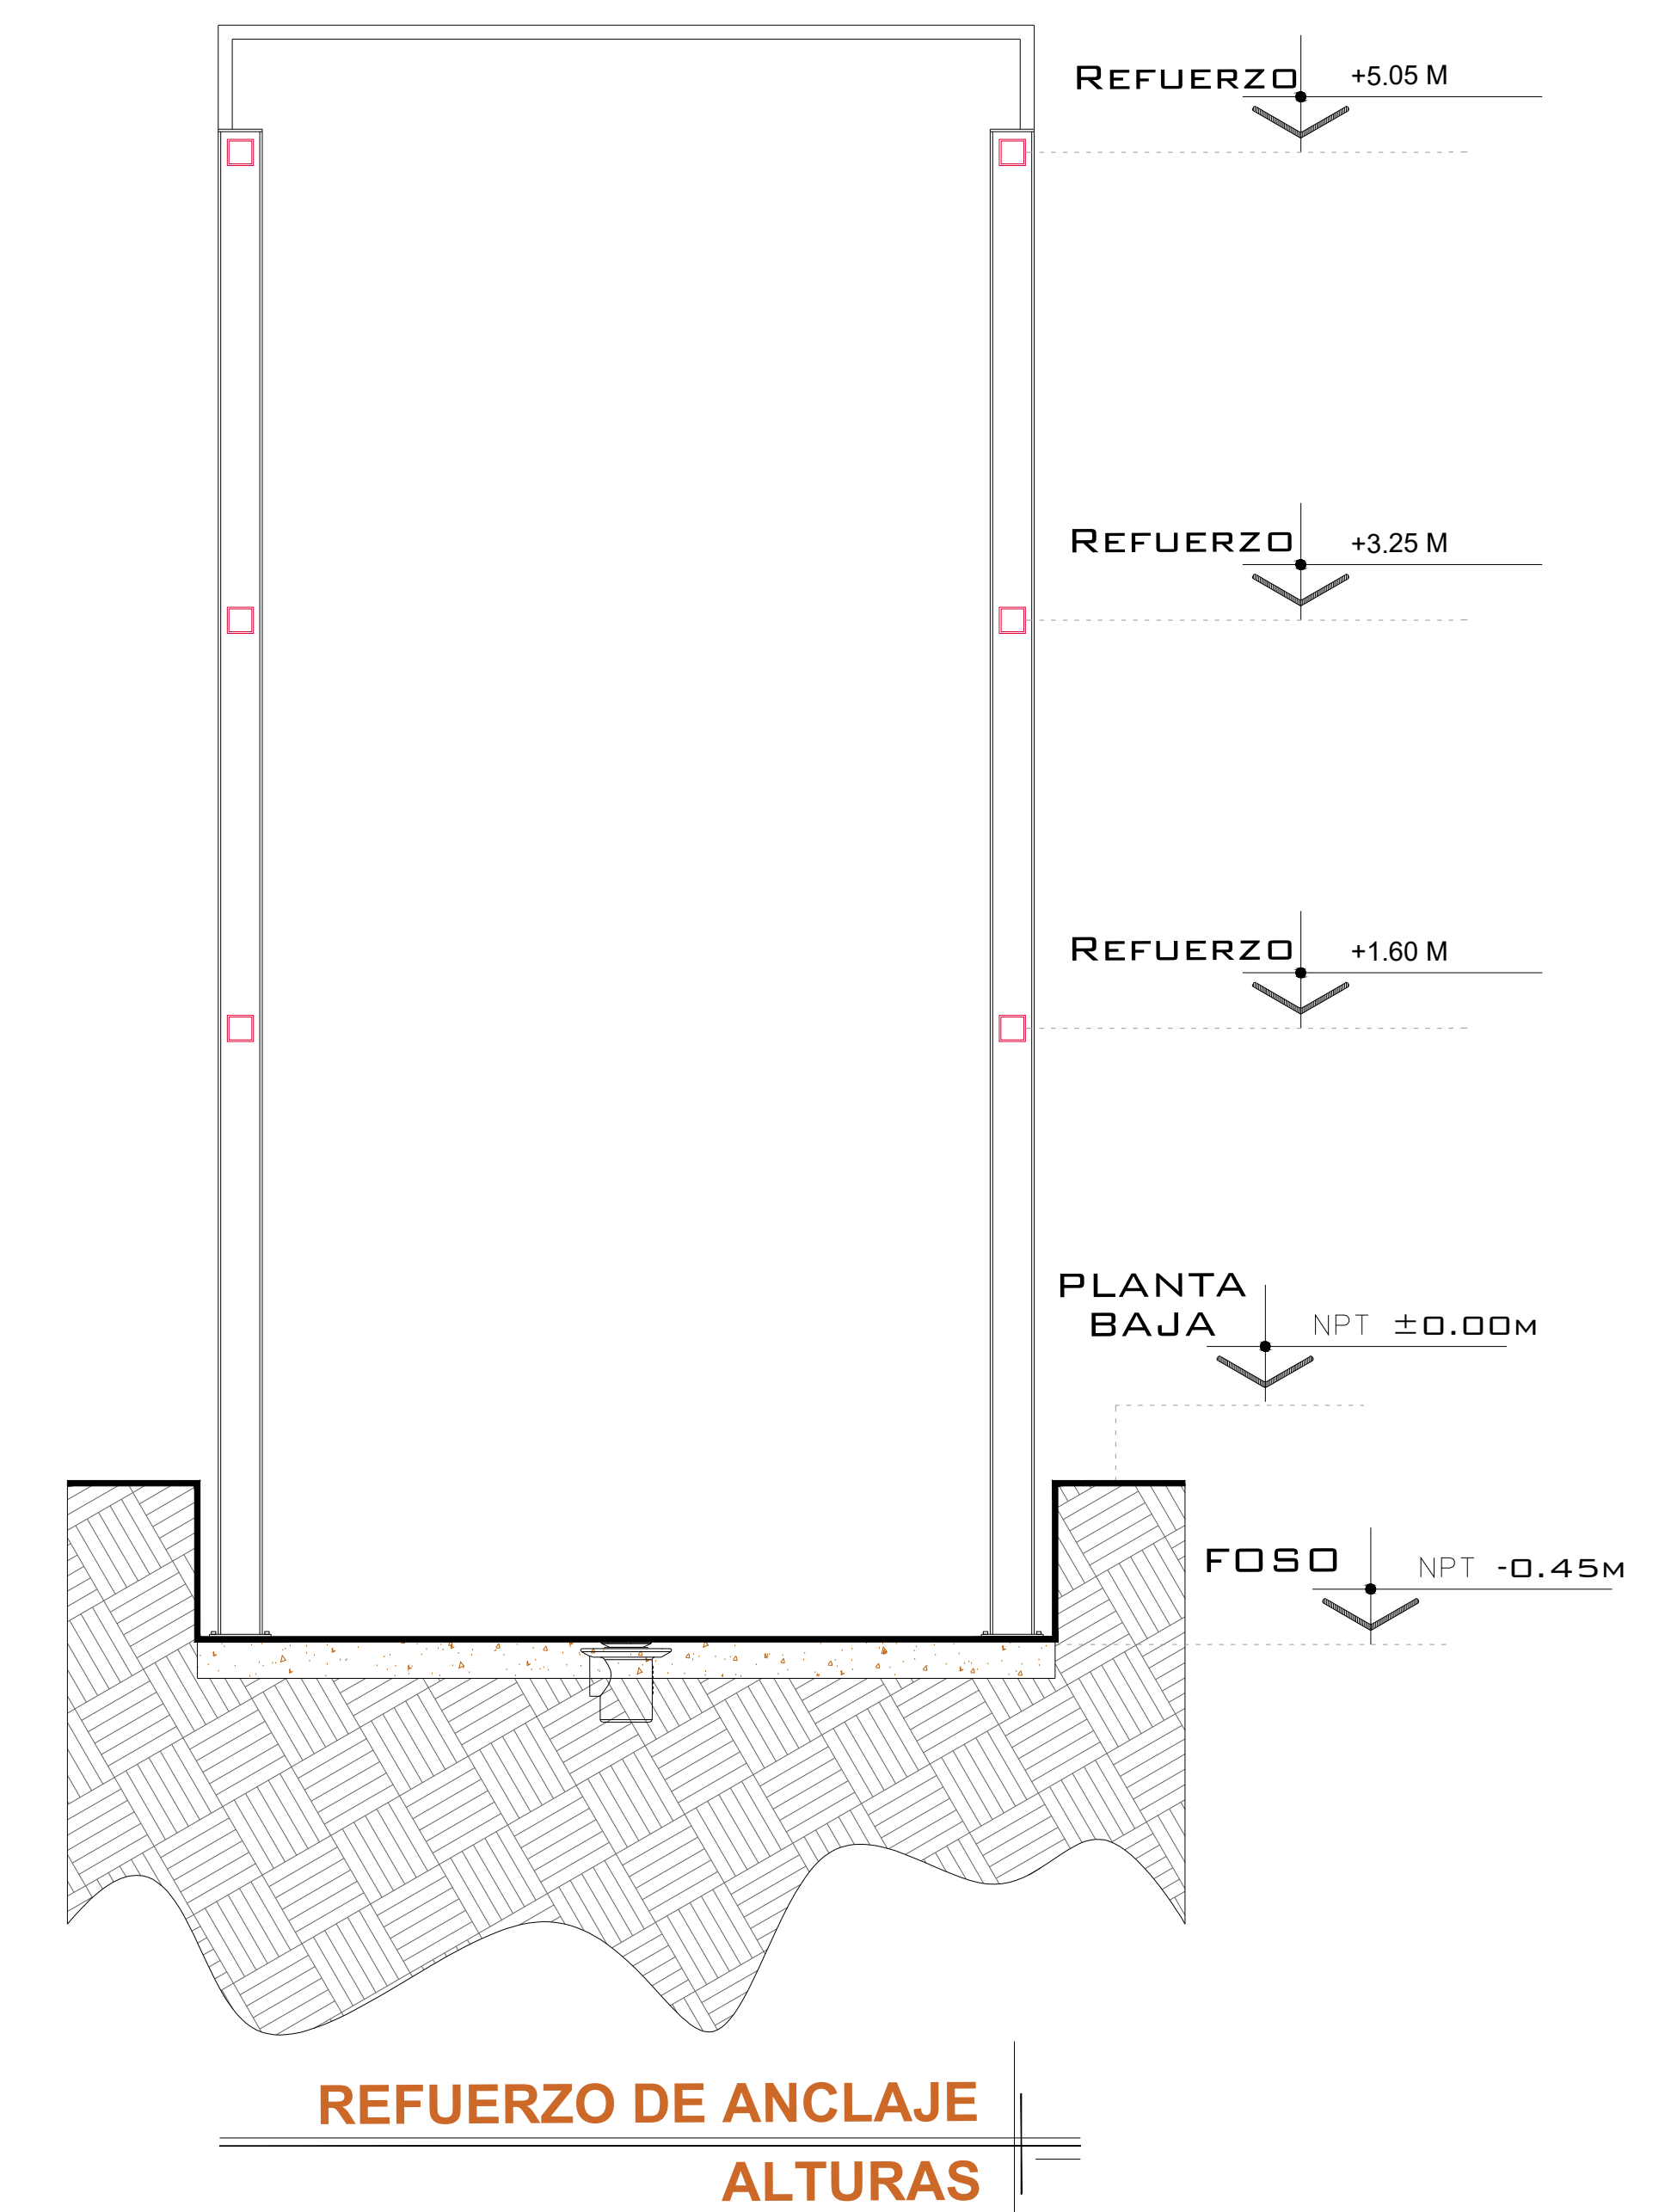 REFUERZO +5.05 M
REFUERZO +3.25 M
REFUERZO +1.60 M
PLANTA
BAJA NPT ±0.00M
FOSO NPT -0.45M
REFUERZO DE ANCLAJE
ALTURAS